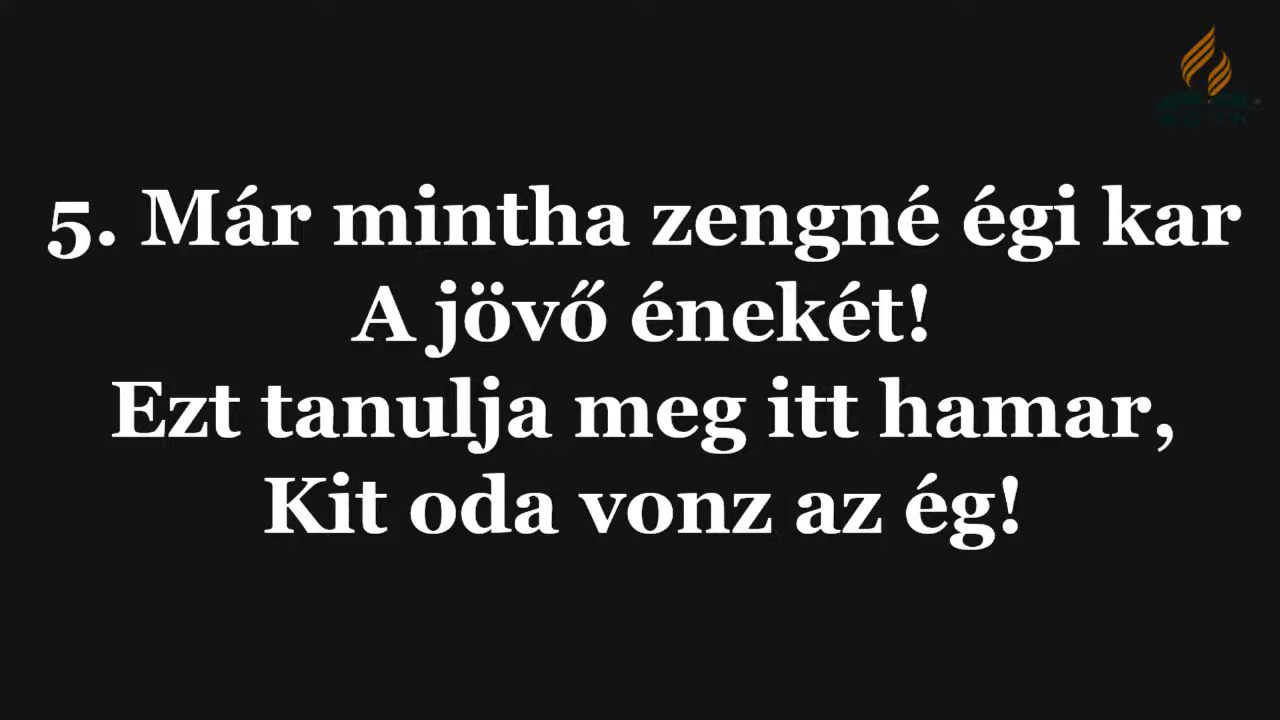 5. Már mintha zengné égi kar
A jövő énekét!
Ezt tanulja meg itt hamar,
Kit oda vonz az ég!